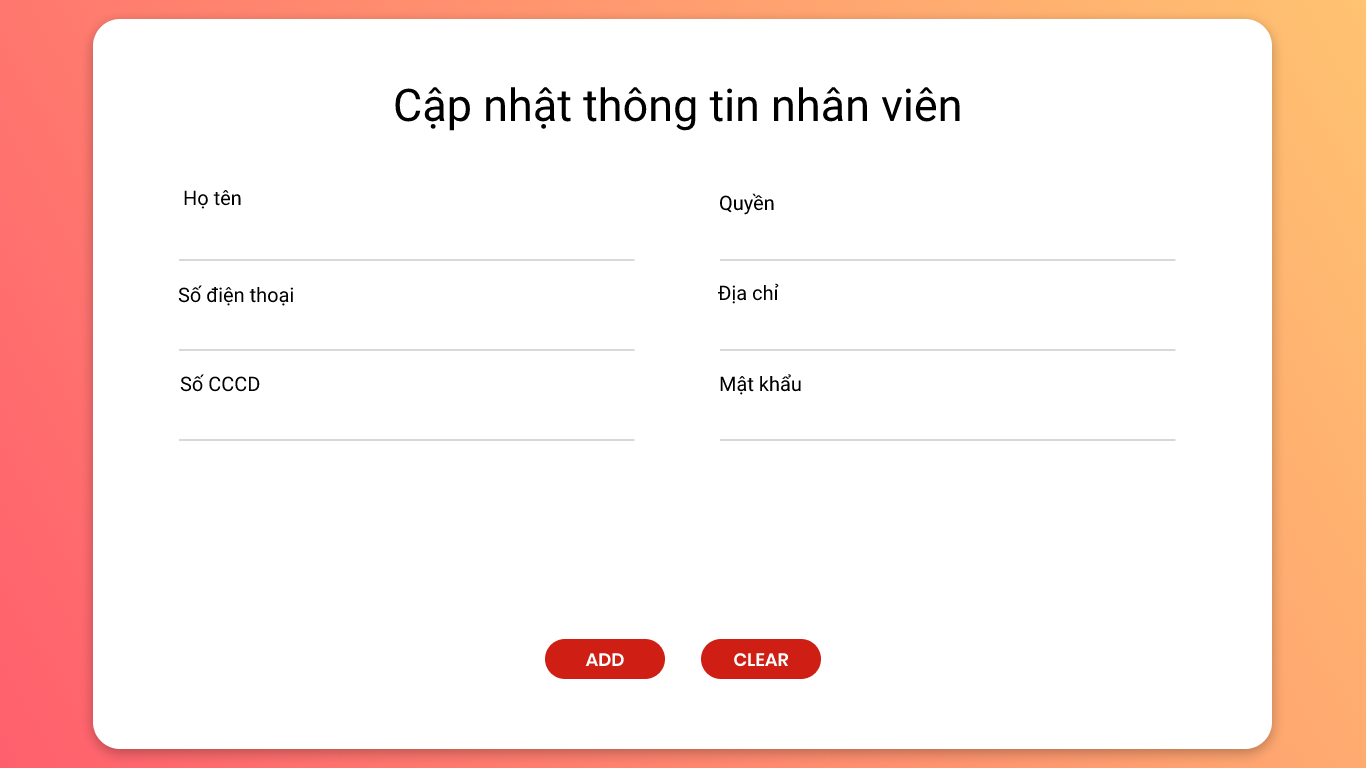 Cập nhật thông tin nhân viên
Họ tên
Quyền
Số điện thoại
Địa chỉ
Số CCCD
Mật khẩu
ADD
CLEAR